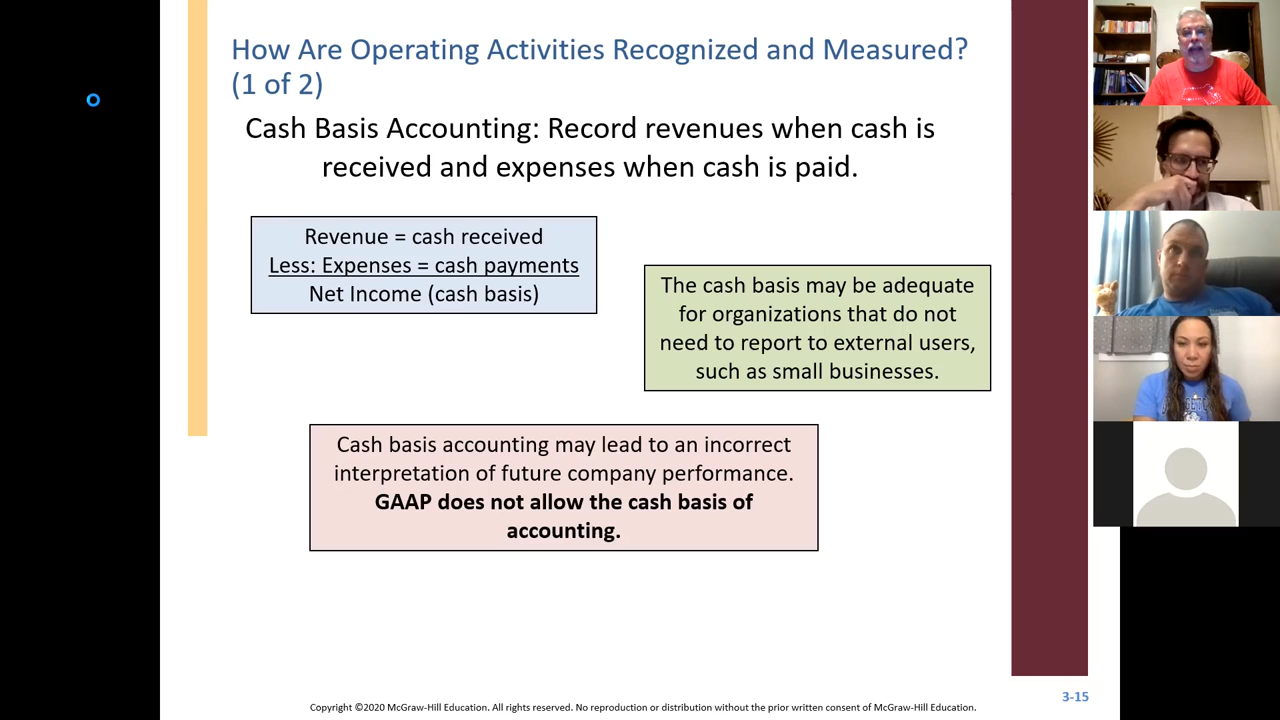 How Are Operating Activities Recognized and Measured?
(1 of 2)
Cash Basis Accounting: Record revenues when cash is
received and expenses when cash is paid.
Revenue = cash received
Less: Expenses = cash payments
Net Income (cash basis)
The cash basis may be adequate
for organizations that do not
need to report to external users,
such as small businesses.
Cash basis accounting may lead to an incorrect
interpretation of future company performance.
GAAP does not allow the cash basis of
accounting.
3-15
Copyright ©2020 McGraw-Hill Education. All rights reserved. No reproduction or distribution without the prior written consent of McGraw-Hill Education.